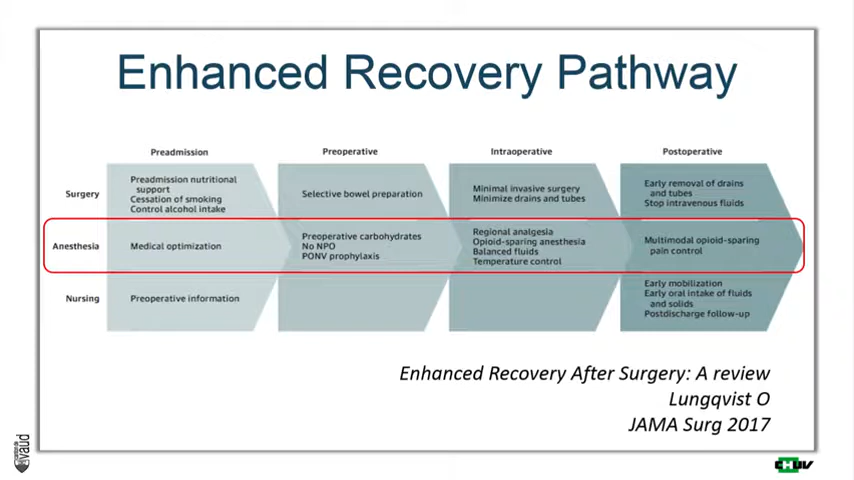 Enhanced Recovery Pathway
Preadmission
Preoperative
Intraoperative
Postoperative
Surgery
Preadmission nutritional
support
Cessation of smoking
Control alcohol intake
Selective bowel preparation
Minimal invasive surgery
Minimize drains and tubes
Early removal of drains
and tubes
Stop intravenous fluids
Anesthesia
Medical optimization
Preoperative carbohydrates
No NPO
PONV prophylaxis
Regional analgesia
Opioid-sparing anesthesia
Balanced fluids
Temperature control
Multimodal opioid-sparing
pain control
Nursing
Preoperative information
Early mobilization
Early oral intake of fluids
and solids
Postdischarge follow-up
Enhanced Recovery After Surgery: A review
Lungqvist O
JAMA Surg 2017
vaud
CHUV